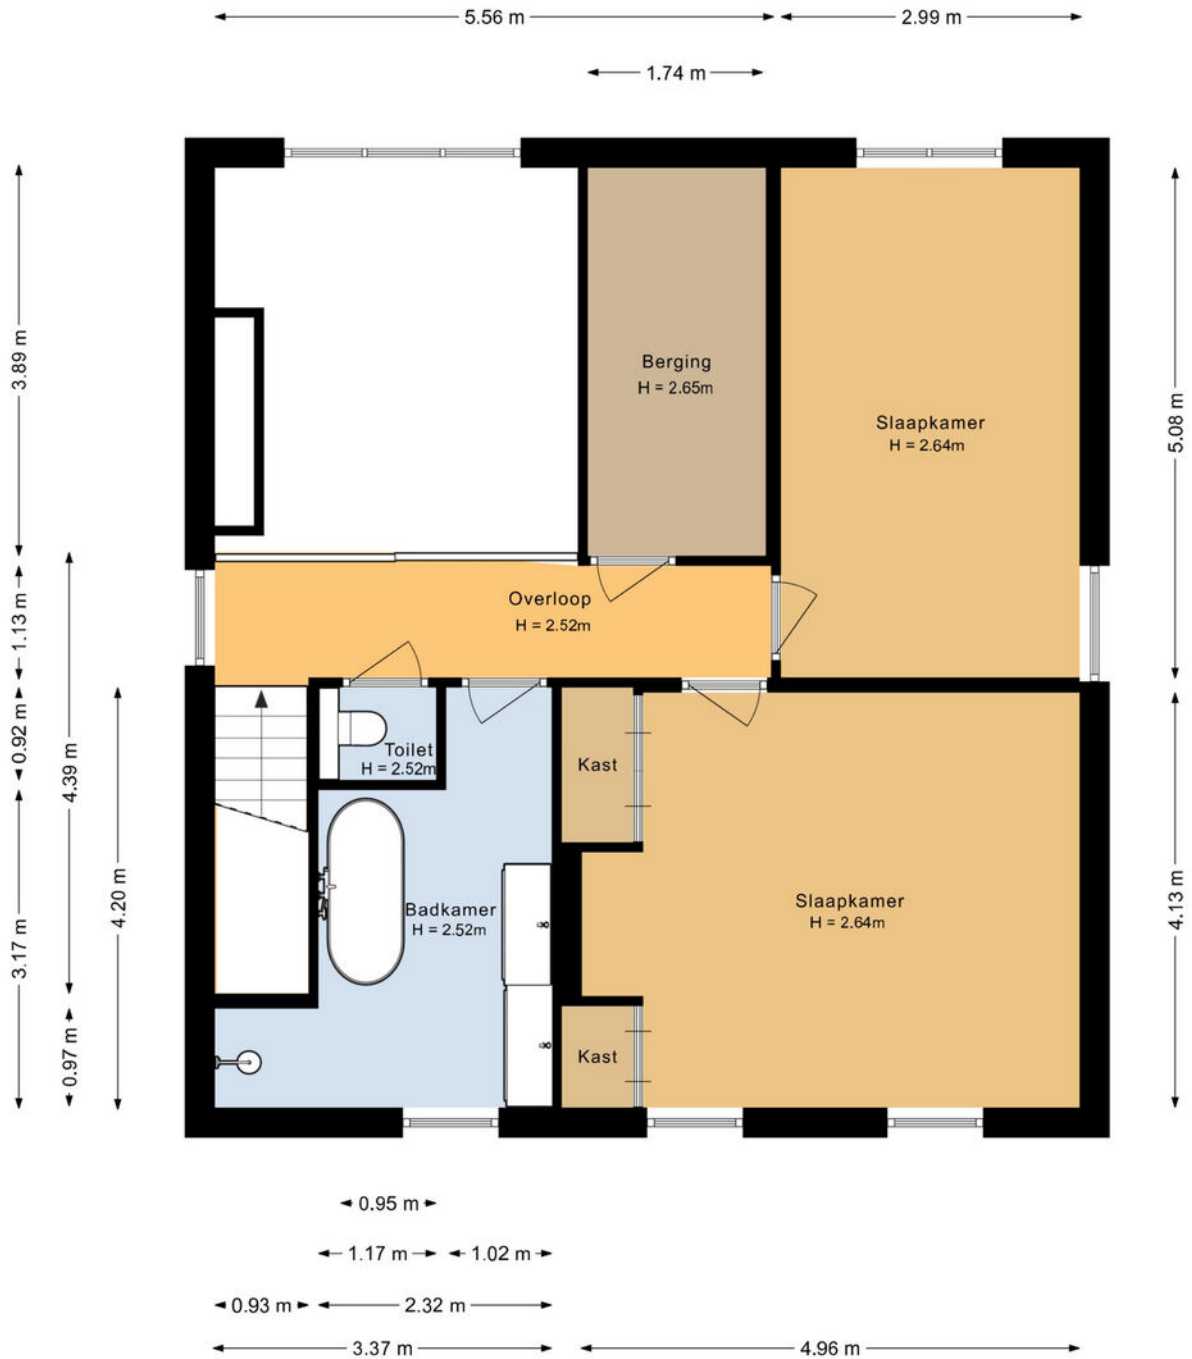 5.56 m
2.99 m
1.74 m
3.89 m
5.08 m
Berging
H = 2.65m
Slaapkamer
H = 2.64m
1.13 m
Overloop
H = 2.52m
0.92 m
4.39 m
Toilet
H = 2.52m
Kast
4.20 m
3.17 m
Badkamer
H = 2.52m
Slaapkamer
H = 2.64m
4.13 m
0.97 m
Kast
0.95 m
1.17 m
1.02 m
0.93 m
2.32 m
3.37 m
4.96 m